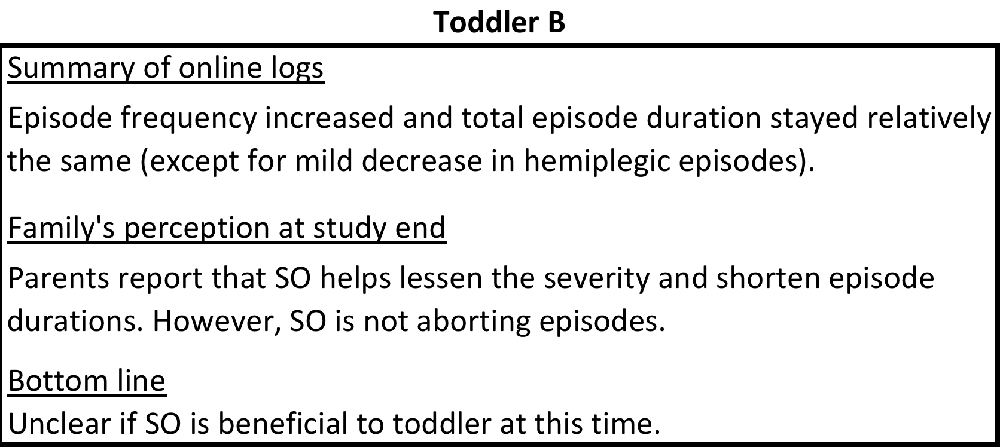 Toddler B
Summary of online logs
Episode frequency increased and total episode duration stayed relatively
the same (except for mild decrease in hemiplegic episodes).
Family's perception at study end
Parents report that SO helps lessen the severity and shorten episode
durations. However, SO is not aborting episodes.
Bottom line
Unclear if SO is beneficial to toddler at this time.